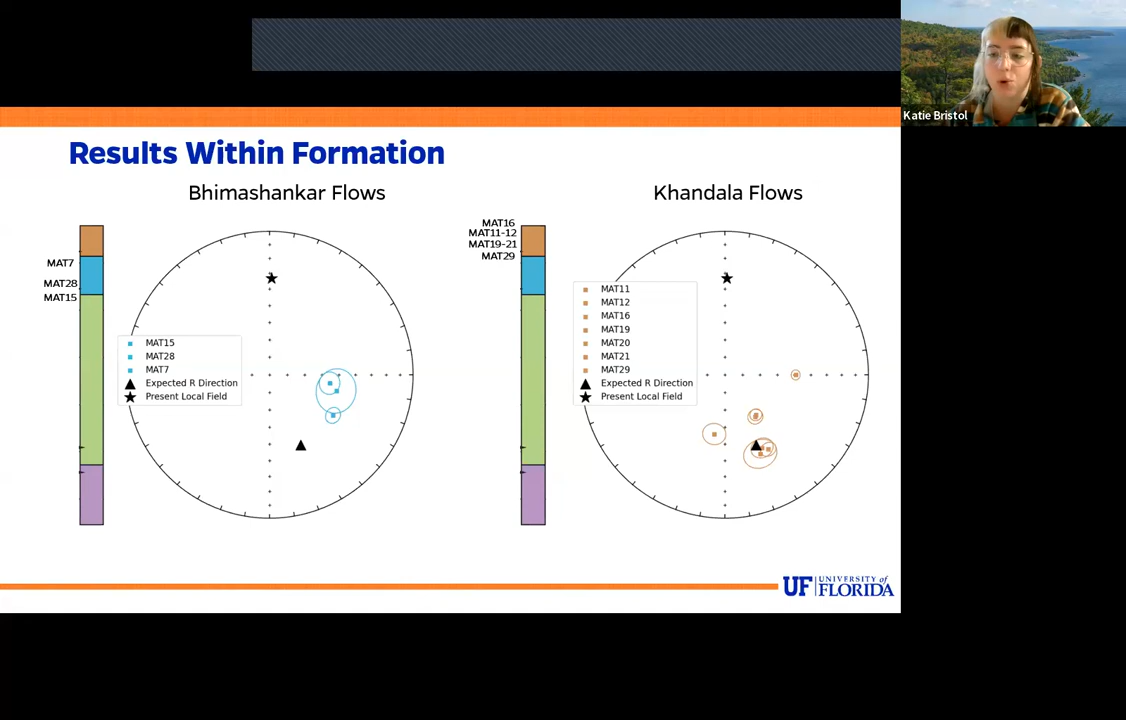 Katie Bristol
Results Within Formation
Bhimashankar Flows
Khandala Flows
MAT7
MAT28
MAT15
MAT15
MAT28
MAT7
Expected R Direction
Present Local Field
MAT16
MAT11-12
MAT19-21
MAT29
MAT11
MAT12
MAT16
MAT19
MAT20
MAT21
MAT29
Expected R Direction
Present Local Field
UF UNIVERSITY of
FLORIDA